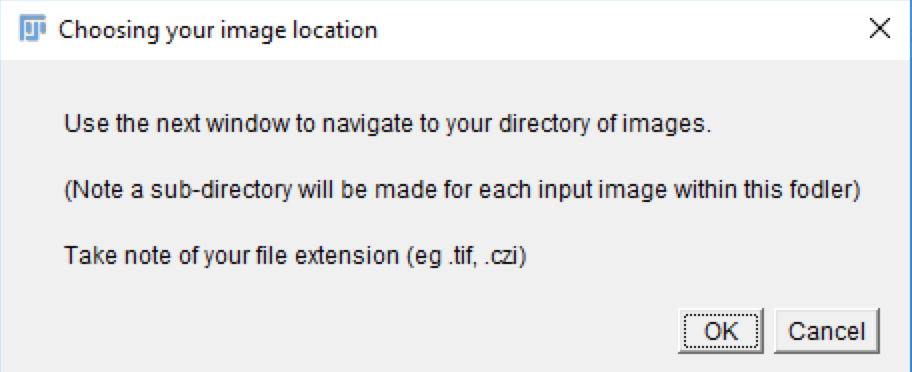 Choosing your image location
Use the next window to navigate to your directory of images.
(Note a sub-directory will be made for each input image within this fodler)
Take note of your file extension (eg .tif, .czi)
OK
Cancel